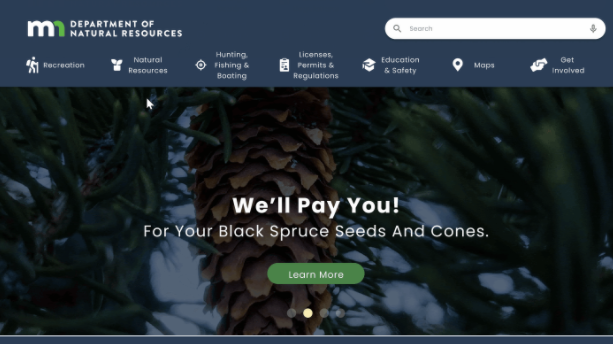 mn DEPARTMENT OF
NATURAL RESOURCES
Search
Recreation
Natural
Resources
Hunting,
Fishing &
Boating
Licenses,
Permits &
Regulations
Education
& Safety
Maps
Get
Involved
We'll Pay You!
For Your Black Spruce Seeds And Cones.
Learn More